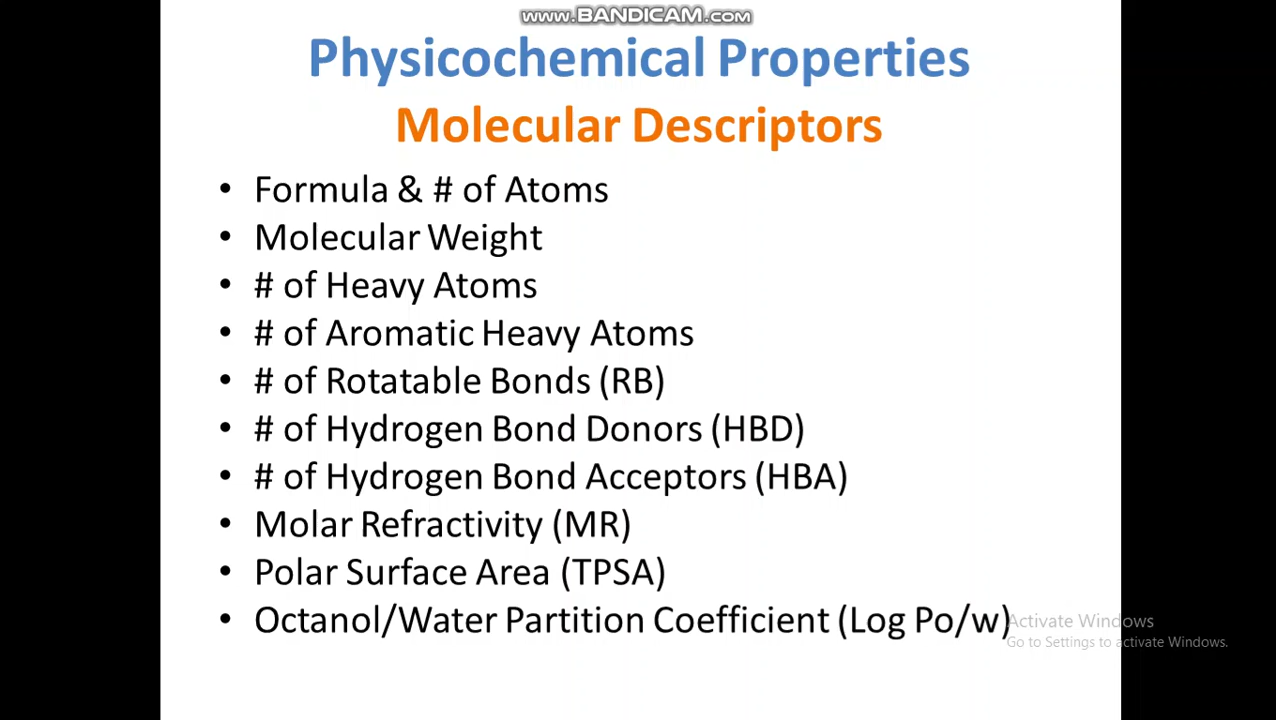 www.BANDICAM.com
Physicochemical Properties
Molecular Descriptors
• Formula & # of Atoms
• Molecular Weight
• # of Heavy Atoms
• # of Aromatic Heavy Atoms
• # of Rotatable Bonds (RB)
• # of Hydrogen Bond Donors (HBD)
• # of Hydrogen Bond Acceptors (HBA)
• Molar Refractivity (MR)
• Polar Surface Area (TPSA)
• Octanol/Water Partition Coefficient (Log Po/w)
Activate Windows
Go to Settings to activate Windows.